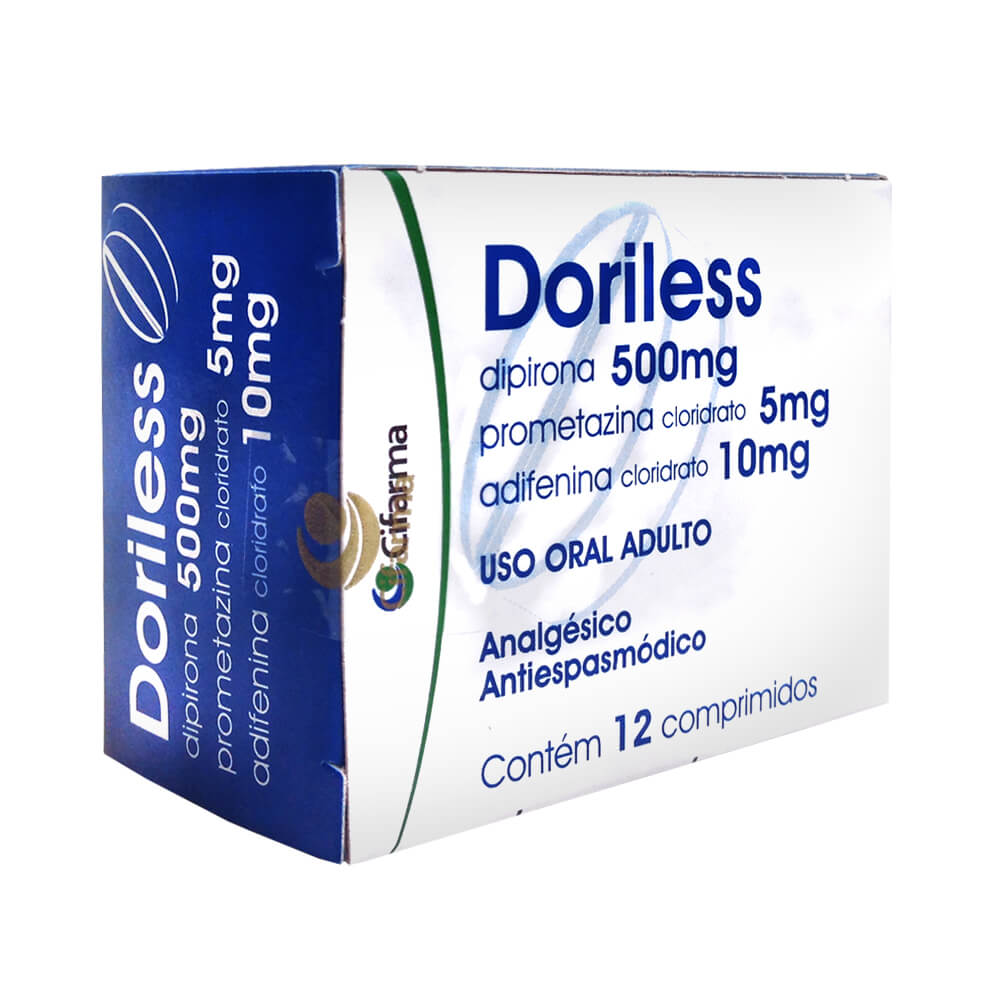 Doriless
dipirona 500mg
prometazina cloridrato 5mg
adifenina cloridrato 10mg
Cifarma
Doriless
dipirona 500mg
prometazina cloridrato 5mg
adifenina cloridrato 10mg
USO ORAL ADULTO
Analgésico
Antiespasmódico
Contém 12 comprimidos